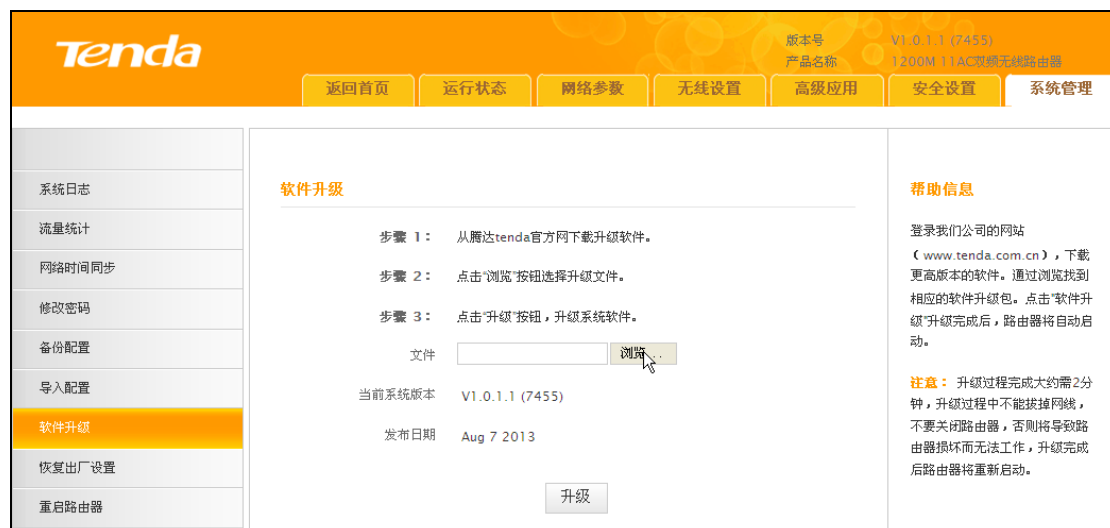 Tenda
版本号 V1.0.1.1 (7455)
产品名称 1200M 11AC双频无线路由器
返回首页 运行状态 网络参数 无线设置 高级应用 安全设置 系统管理
系统日志
流量统计
网络时间同步
修改密码
备份配置
导入配置
软件升级
恢复出厂设置
重启路由器
软件升级
步骤 1： 从腾达tenda官方网下载升级软件。
步骤 2： 点击"浏览"按钮选择升级文件。
步骤 3： 点击"升级"按钮，升级系统软件。
文件 浏览...
当前系统版本 V1.0.1.1 (7455)
发布日期 Aug 7 2013
升级
帮助信息
登录我们公司的网站
（www.tenda.com.cn），下载
更高版本的软件。通过浏览找到
相应的软件升级包。点击"软件升
级"升级完成后，路由器将自动启
动。
注意： 升级过程完成大约需2分
钟，升级过程中不能拔掉网线，
不要关闭路由器，否则将导致路
由器损坏而无法工作，升级完成
后路由器将重新启动。